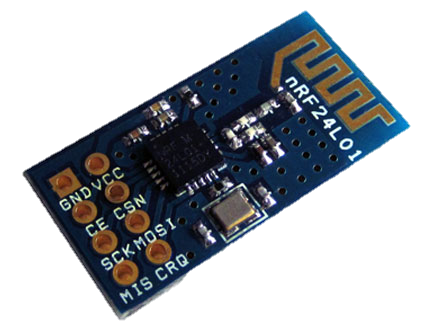 nRF24L01
GND VCC
CE CSN
SCK MOSI
MIS CRQ